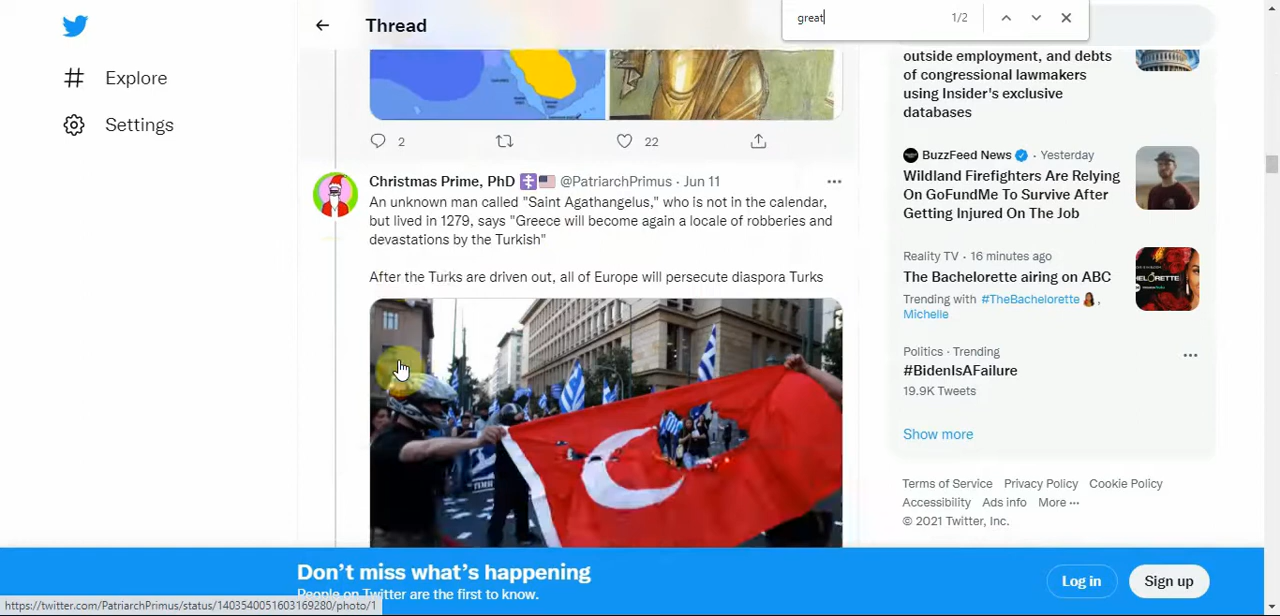 Thread
great
1/2
Explore
Settings
2
22
Christmas Prime, PhD @PatriarchPrimus · Jun 11
An unknown man called "Saint Agathangelus," who is not in the calendar,
but lived in 1279, says "Greece will become again a locale of robberies and
devastations by the Turkish"
After the Turks are driven out, all of Europe will persecute diaspora Turks
outside employment, and debts
of congressional lawmakers
using Insider's exclusive
databases
BuzzFeed News · Yesterday
Wildland Firefighters Are Relying
On GoFundMe To Survive After
Getting Injured On The Job
Reality TV · 16 minutes ago
The Bachelorette airing on ABC
Trending with #TheBachelorette ,
Michelle
Politics · Trending
#BidenIsAFailure
19.9K Tweets
Show more
Terms of Service Privacy Policy Cookie Policy
Accessibility Ads info More ···
© 2021 Twitter, Inc.
Don't miss what's happening
People on Twitter are the first to know.
Log in
Sign up
https://twitter.com/PatriarchPrimus/status/1403540051603169280/photo/1